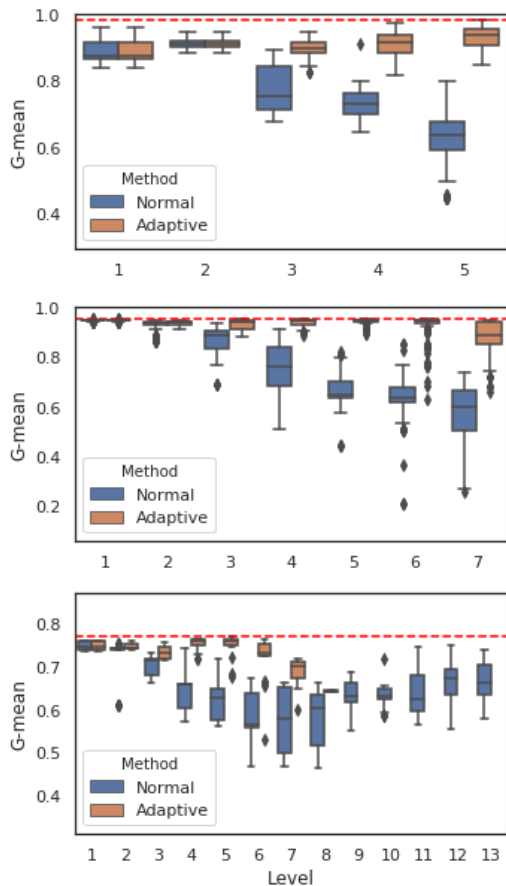 1.0
0.8
0.6
0.4
G-mean
Method
Normal
Adaptive
1 2 3 4 5
1.0
0.8
0.6
0.4
0.2
G-mean
Method
Normal
Adaptive
1 2 3 4 5 6 7
0.8
0.7
0.6
0.5
0.4
G-mean
Method
Normal
Adaptive
1 2 3 4 5 6 7 8 9 10 11 12 13
Level